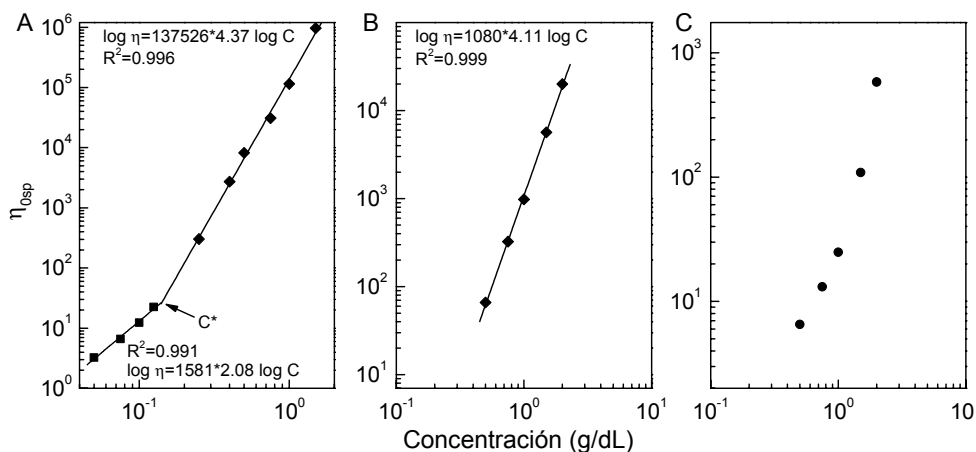 A
log η=137526*4.37 log C
R²=0.996
10⁶
10⁵
10⁴
10³
10²
10¹
10⁰
η₀sp
C*
R²=0.991
log η=1581*2.08 log C
10⁻¹
10⁰
B
log η=1080*4.11 log C
R²=0.999
10⁴
10³
10²
10¹
10⁻¹
10⁰
10¹
C
10³
10²
10¹
10⁻¹
10⁰
10¹
Concentración (g/dL)